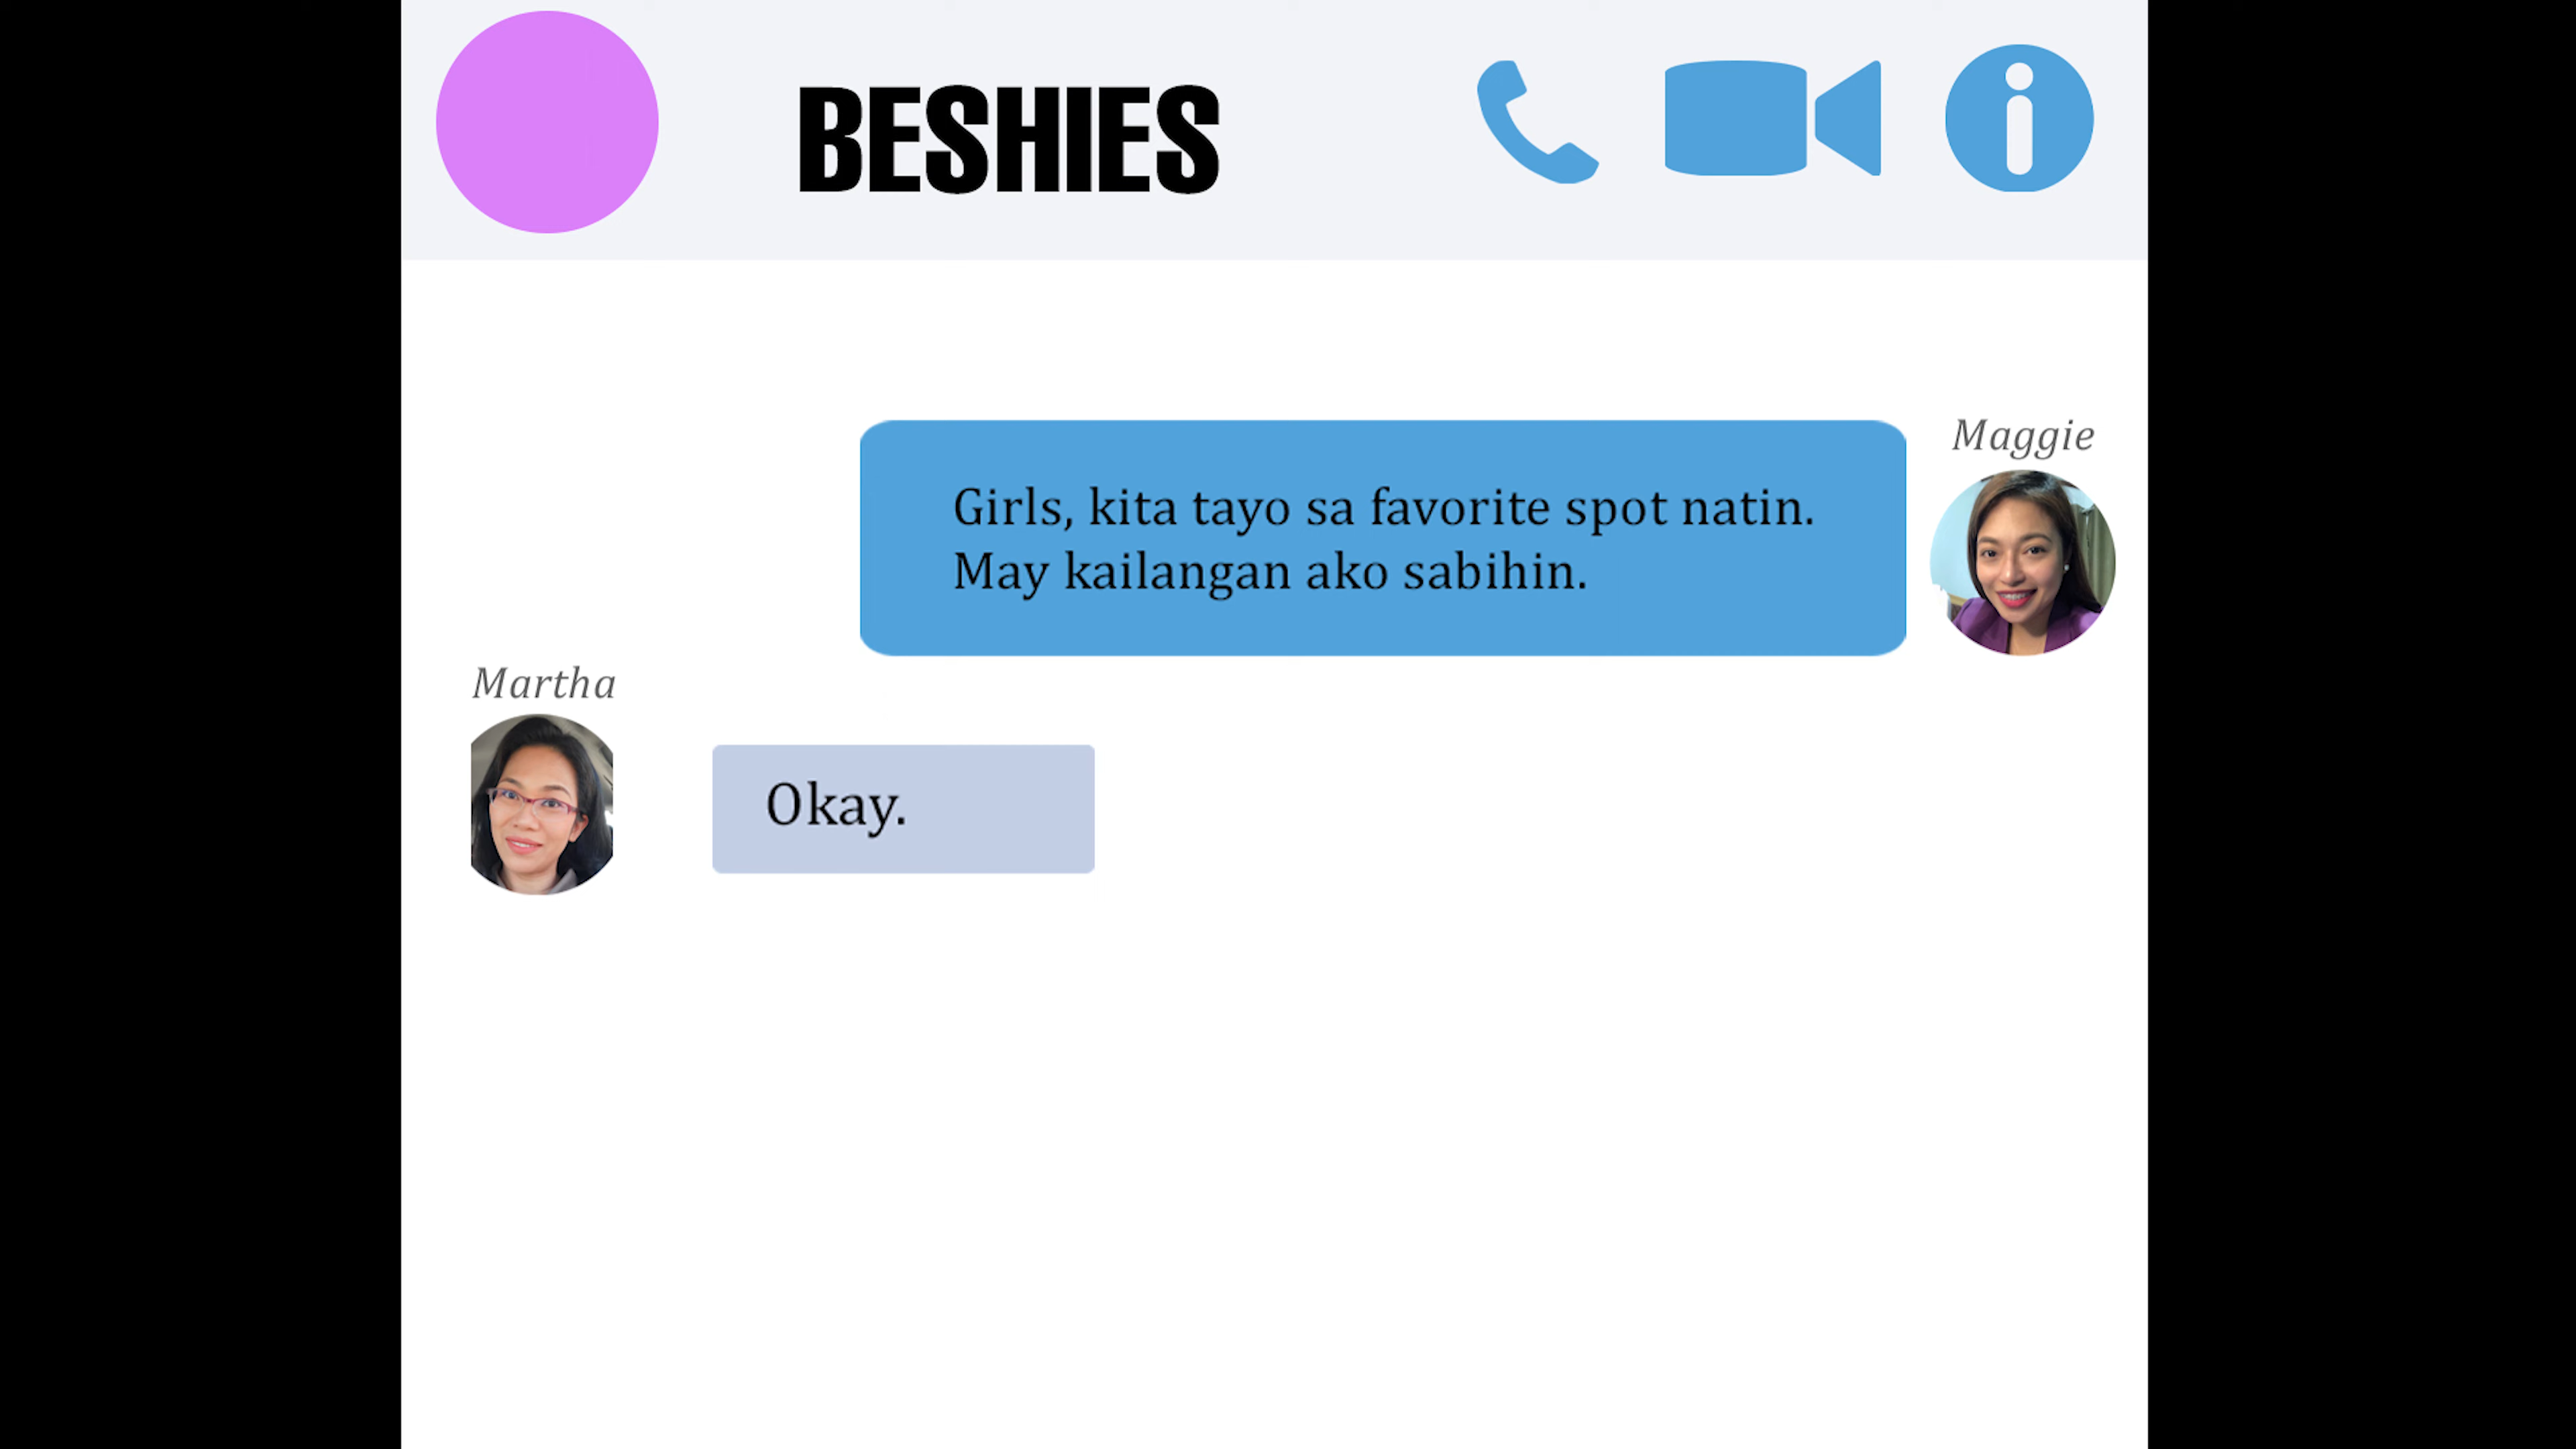 BESHIES
Maggie
Girls, kita tayo sa favorite spot natin.
May kailangan ako sabihin.
Martha
Okay.